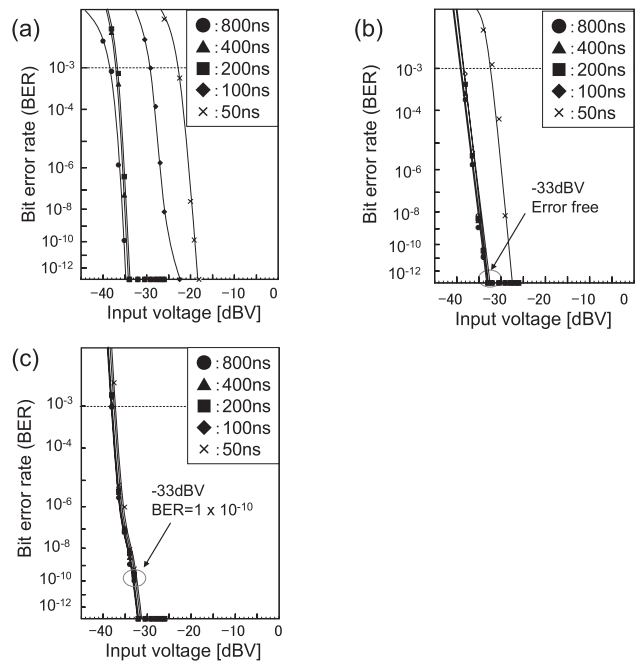 (a)
Bit error rate (BER)
10-3
10-4
10-6
10-8
10-10
10-12
● : 800ns
▲ : 400ns
■ : 200ns
◆ : 100ns
× : 50ns
−40 −30 −20 −10 0
Input voltage [dBV]
(b)
Bit error rate (BER)
10-3
10-4
10-6
10-8
10-10
10-12
● : 800ns
▲ : 400ns
■ : 200ns
◆ : 100ns
× : 50ns
-33dBV
Error free
−40 −30 −20 −10 0
Input voltage [dBV]
(c)
Bit error rate (BER)
10-3
10-4
10-6
10-8
10-10
10-12
● : 800ns
▲ : 400ns
■ : 200ns
◆ : 100ns
× : 50ns
-33dBV
BER=1 x 10-10
−40 −30 −20 −10 0
Input voltage [dBV]